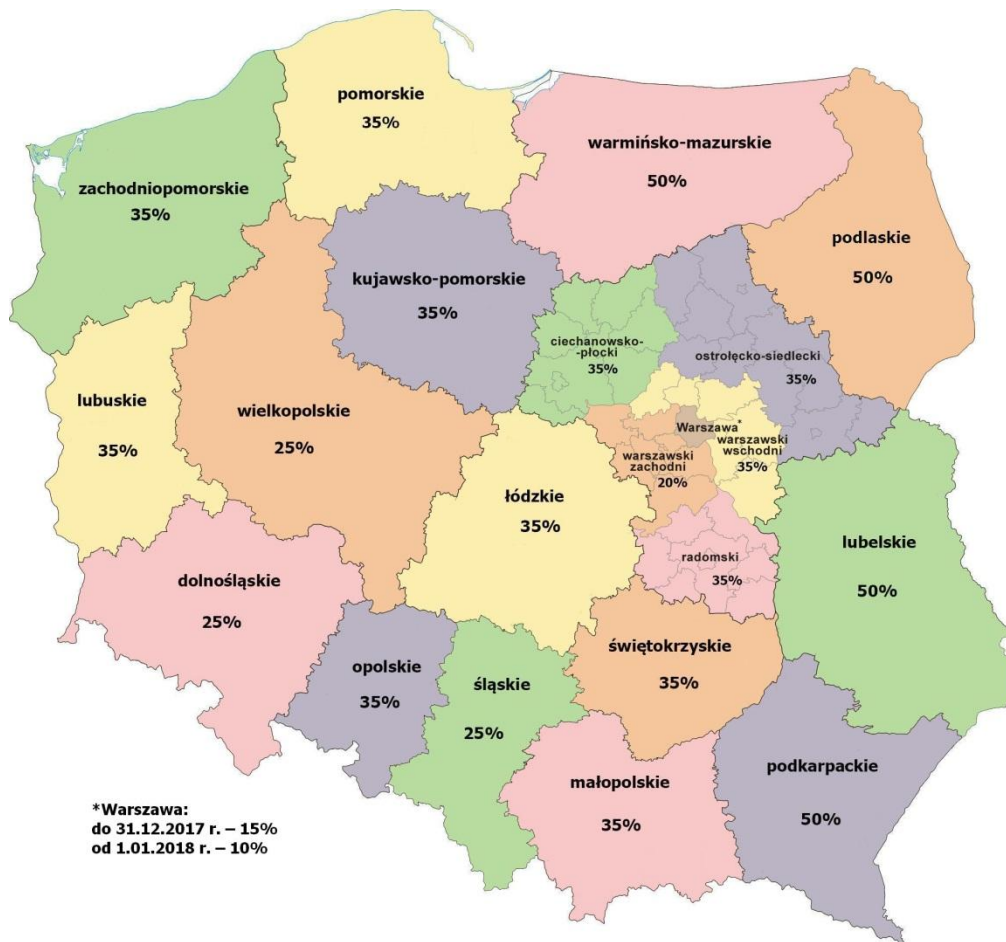 pomorskie
35%
warmińsko-mazurskie
50%
zachodniopomorskie
35%
podlaskie
50%
kujawsko-pomorskie
35%
ciechanowsko-
-płocki
35%
ostrołęcko-siedlecki
35%
lubuskie
35%
wielkopolskie
25%
Warszawa*
warszawski
wschodni
35%
warszawski
zachodni
20%
łódzkie
35%
radomski
35%
lubelskie
50%
dolnośląskie
25%
opolskie
35%
śląskie
25%
świętokrzyskie
35%
małopolskie
35%
podkarpackie
50%
*Warszawa:
do 31.12.2017 r. – 15%
od 1.01.2018 r. – 10%